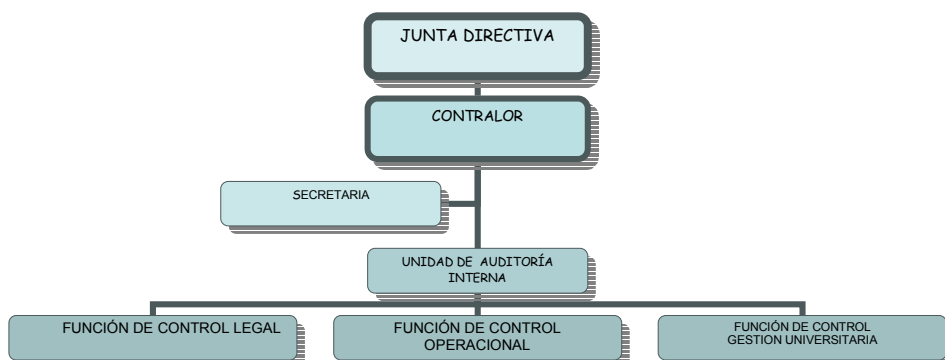 JUNTA DIRECTIVA
CONTRALOR
SECRETARIA
UNIDAD DE AUDITORÍA
INTERNA
FUNCIÓN DE CONTROL LEGAL
FUNCIÓN DE CONTROL
OPERACIONAL
FUNCIÓN DE CONTROL
GESTION UNIVERSITARIA